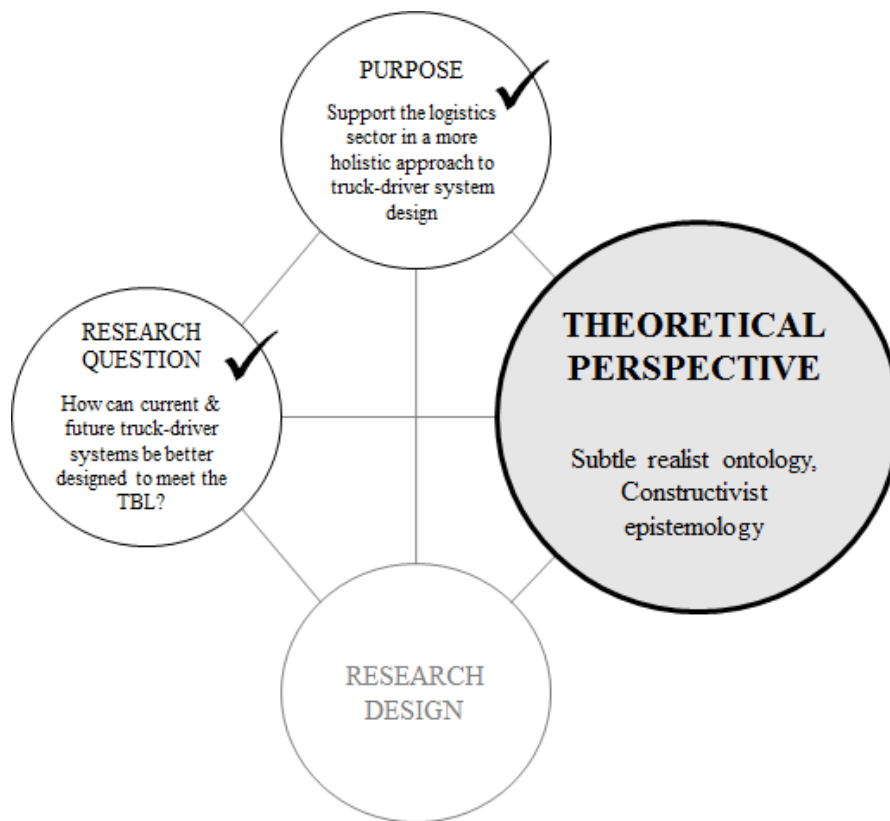 PURPOSE
Support the logistics
sector in a more
holistic approach to
truck-driver system
design
THEORETICAL
PERSPECTIVE
Subtle realist ontology,
Constructivist
epistemology
RESEARCH
QUESTION
How can current &
future truck-driver
systems be better
designed to meet the
TBL?
RESEARCH
DESIGN